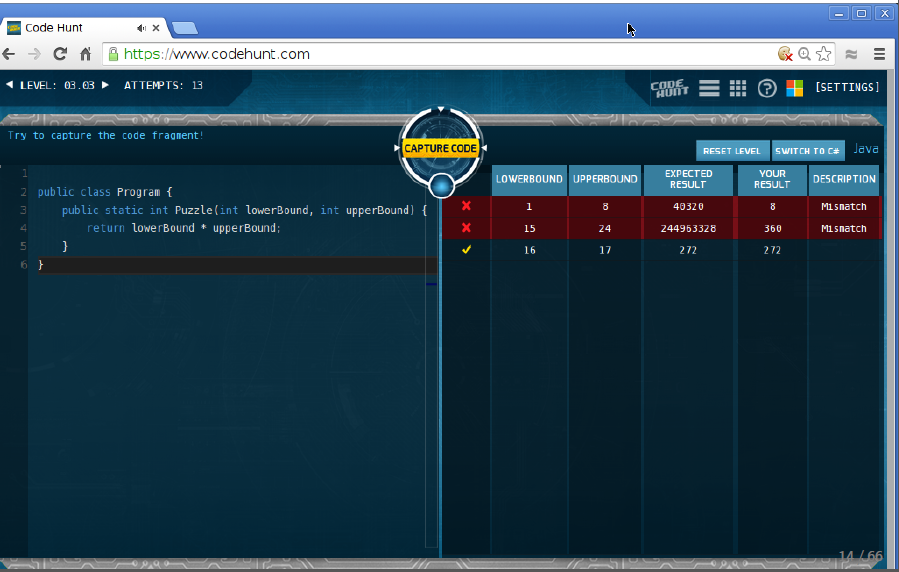 Code Hunt
https://www.codehunt.com
LEVEL: 03.03 ATTEMPTS: 13
CODE HUNT
[SETTINGS]
Try to capture the code fragment!
CAPTURE CODE
RESET LEVEL SWITCH TO C# Java
1
2 public class Program {
3 public static int Puzzle(int lowerBound, int upperBound) {
4 return lowerBound * upperBound;
5 }
6 }
LOWERBOUND UPPERBOUND EXPECTED RESULT YOUR RESULT DESCRIPTION
1 8 40320 8 Mismatch
15 24 244963328 360 Mismatch
16 17 272 272
14 / 66